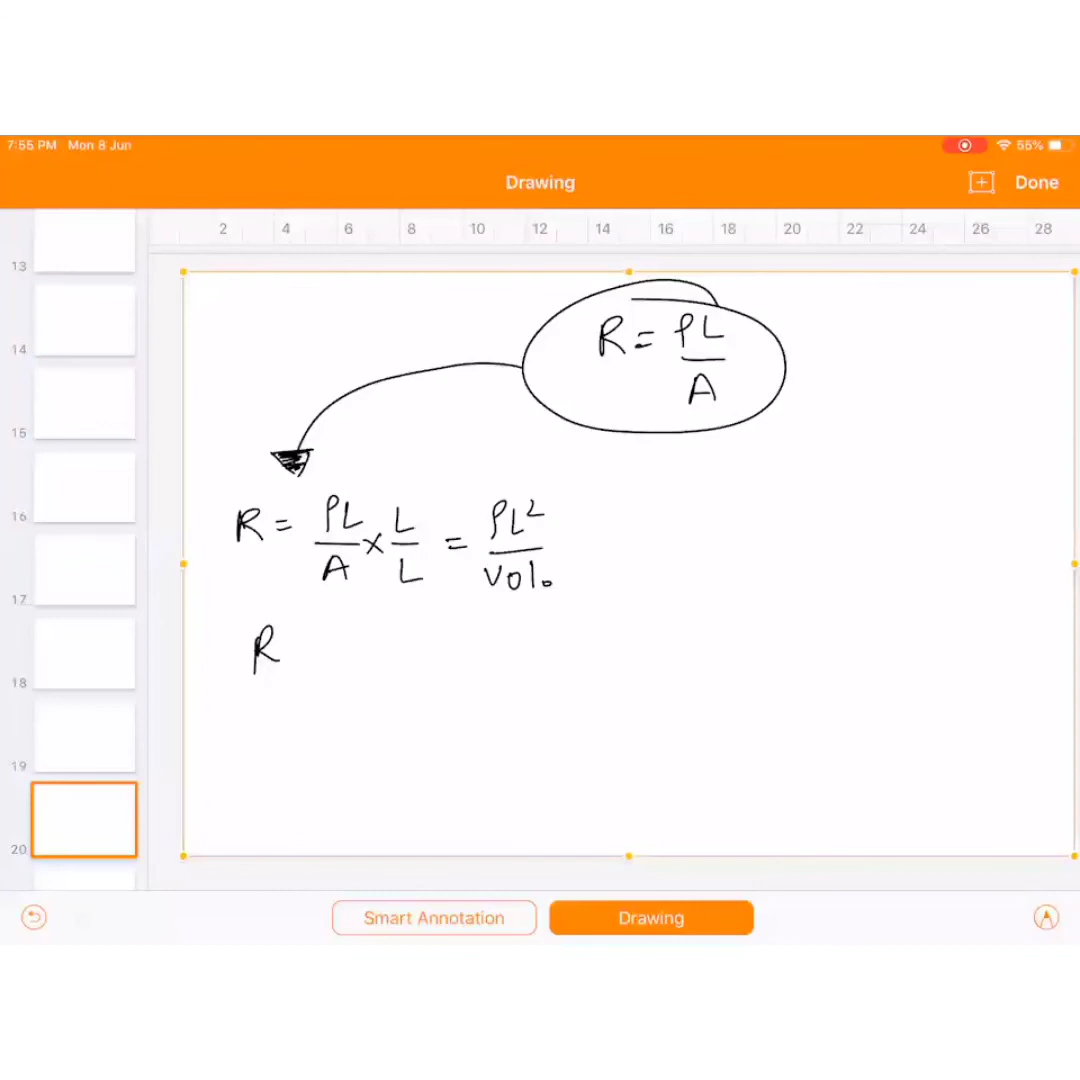 7:55 PM Mon 8 Jun 55%
Drawing Done
2 4 6 8 10 12 14 16 18 20 22 24 26 28
13
14
15
16
17
18
19
20
R = ρL/A
R = ρL/A × L/L = ρL²/Vol.
R
Smart Annotation Drawing